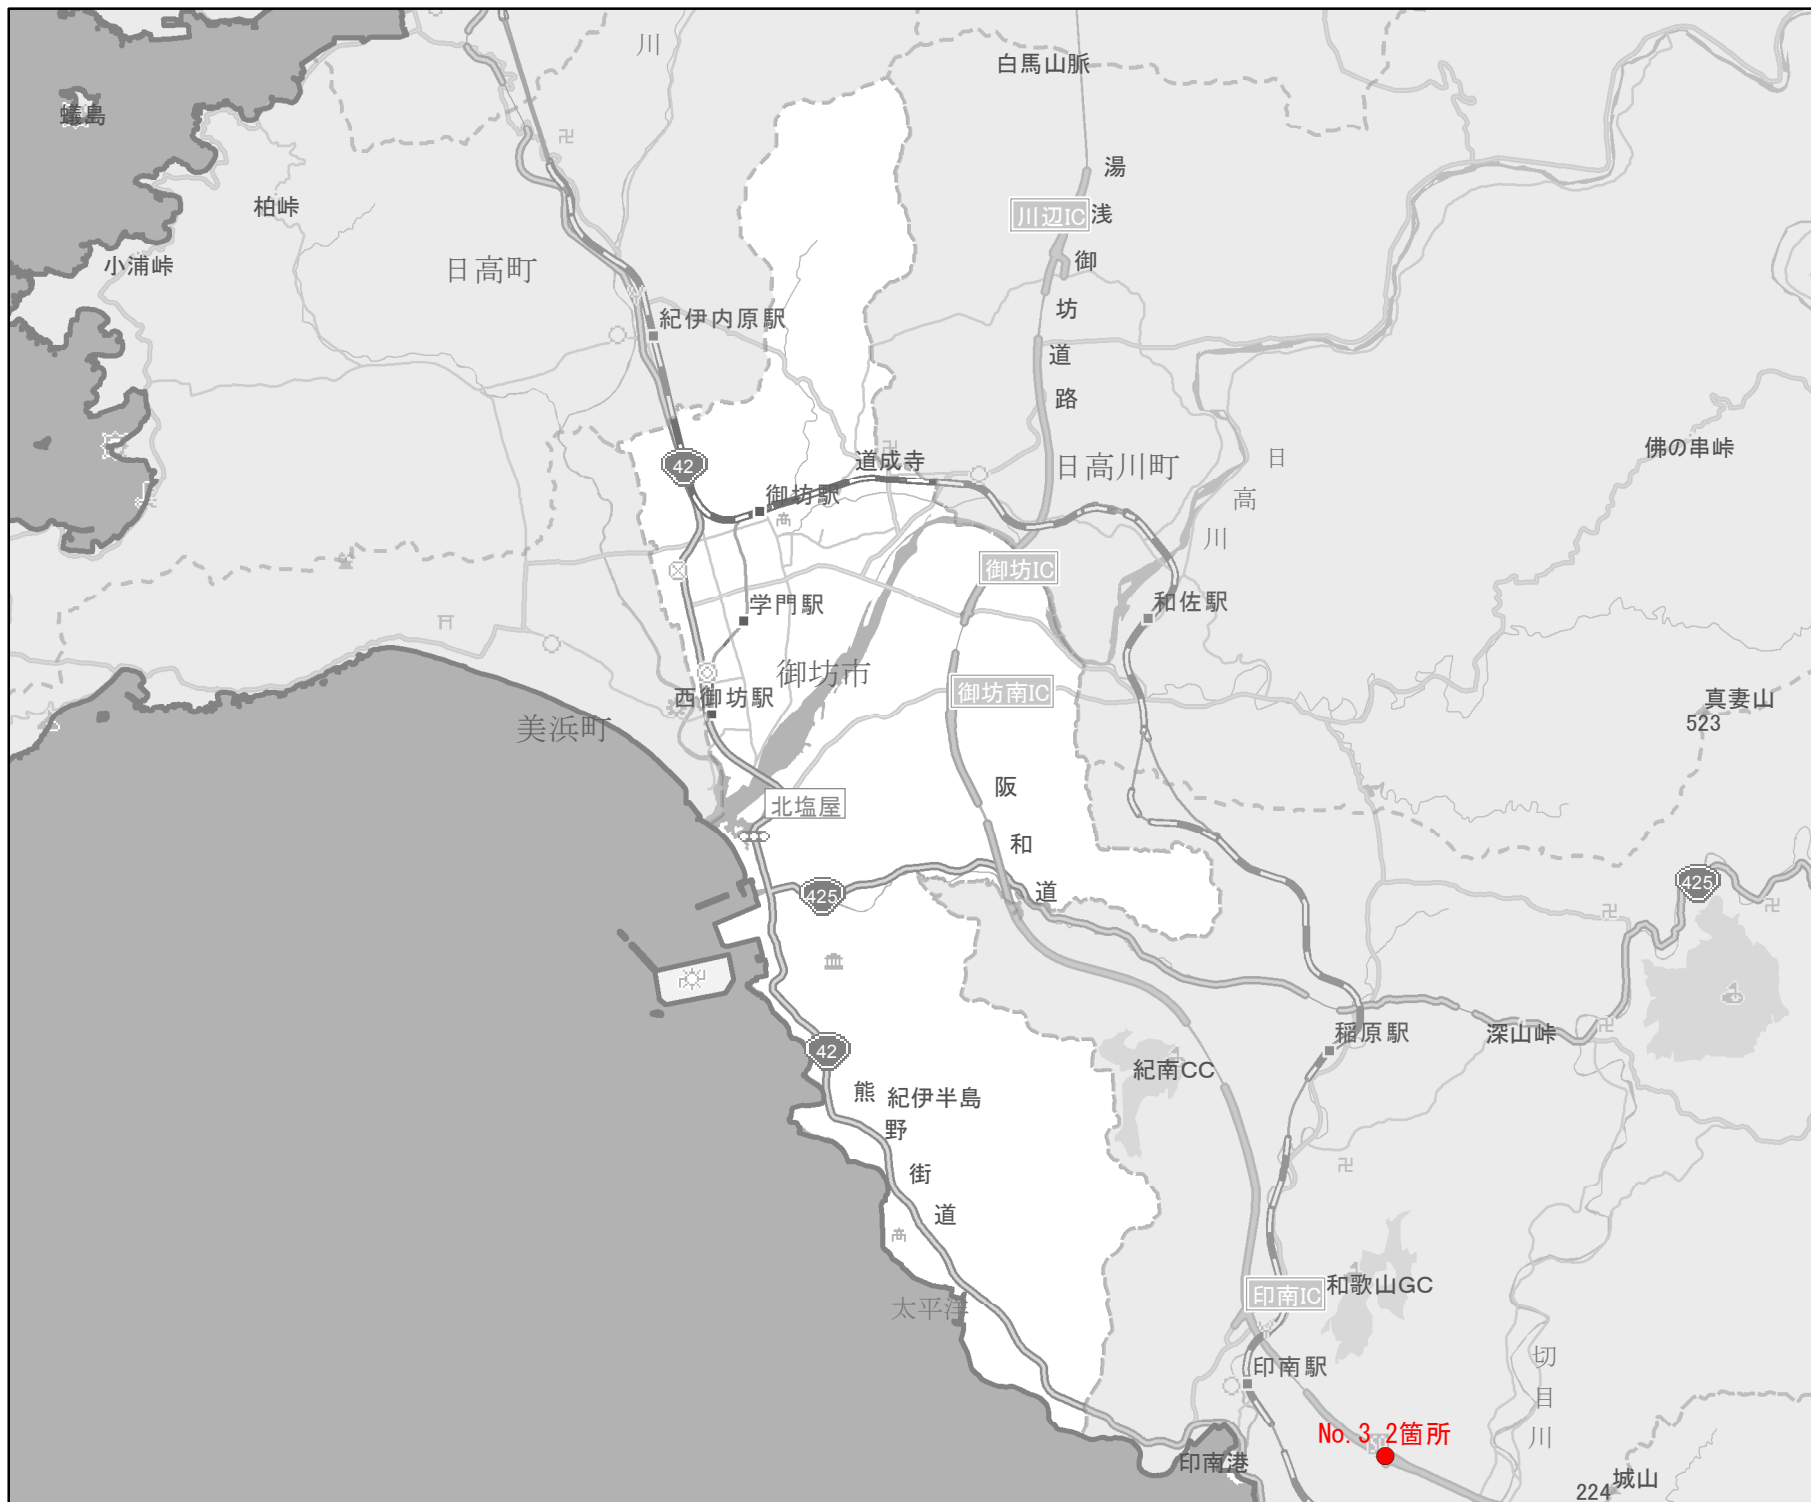 川
白馬山脈
蟻島
湯浅御坊道路
川辺IC
柏峠
小浦峠
日高町
紀伊内原駅
佛の串峠
日高川町
日高川
道成寺
42
御坊駅
御坊IC
学門駅
和佐駅
御坊市
御坊南IC
西御坊駅
真妻山
523
美浜町
阪和道
北塩屋
425
425
稲原駅
深山峠
42
紀南CC
熊野街道
紀伊半島
太平洋
印南IC
和歌山GC
印南駅
切目川
No.3 2箇所
印南港
城山
224